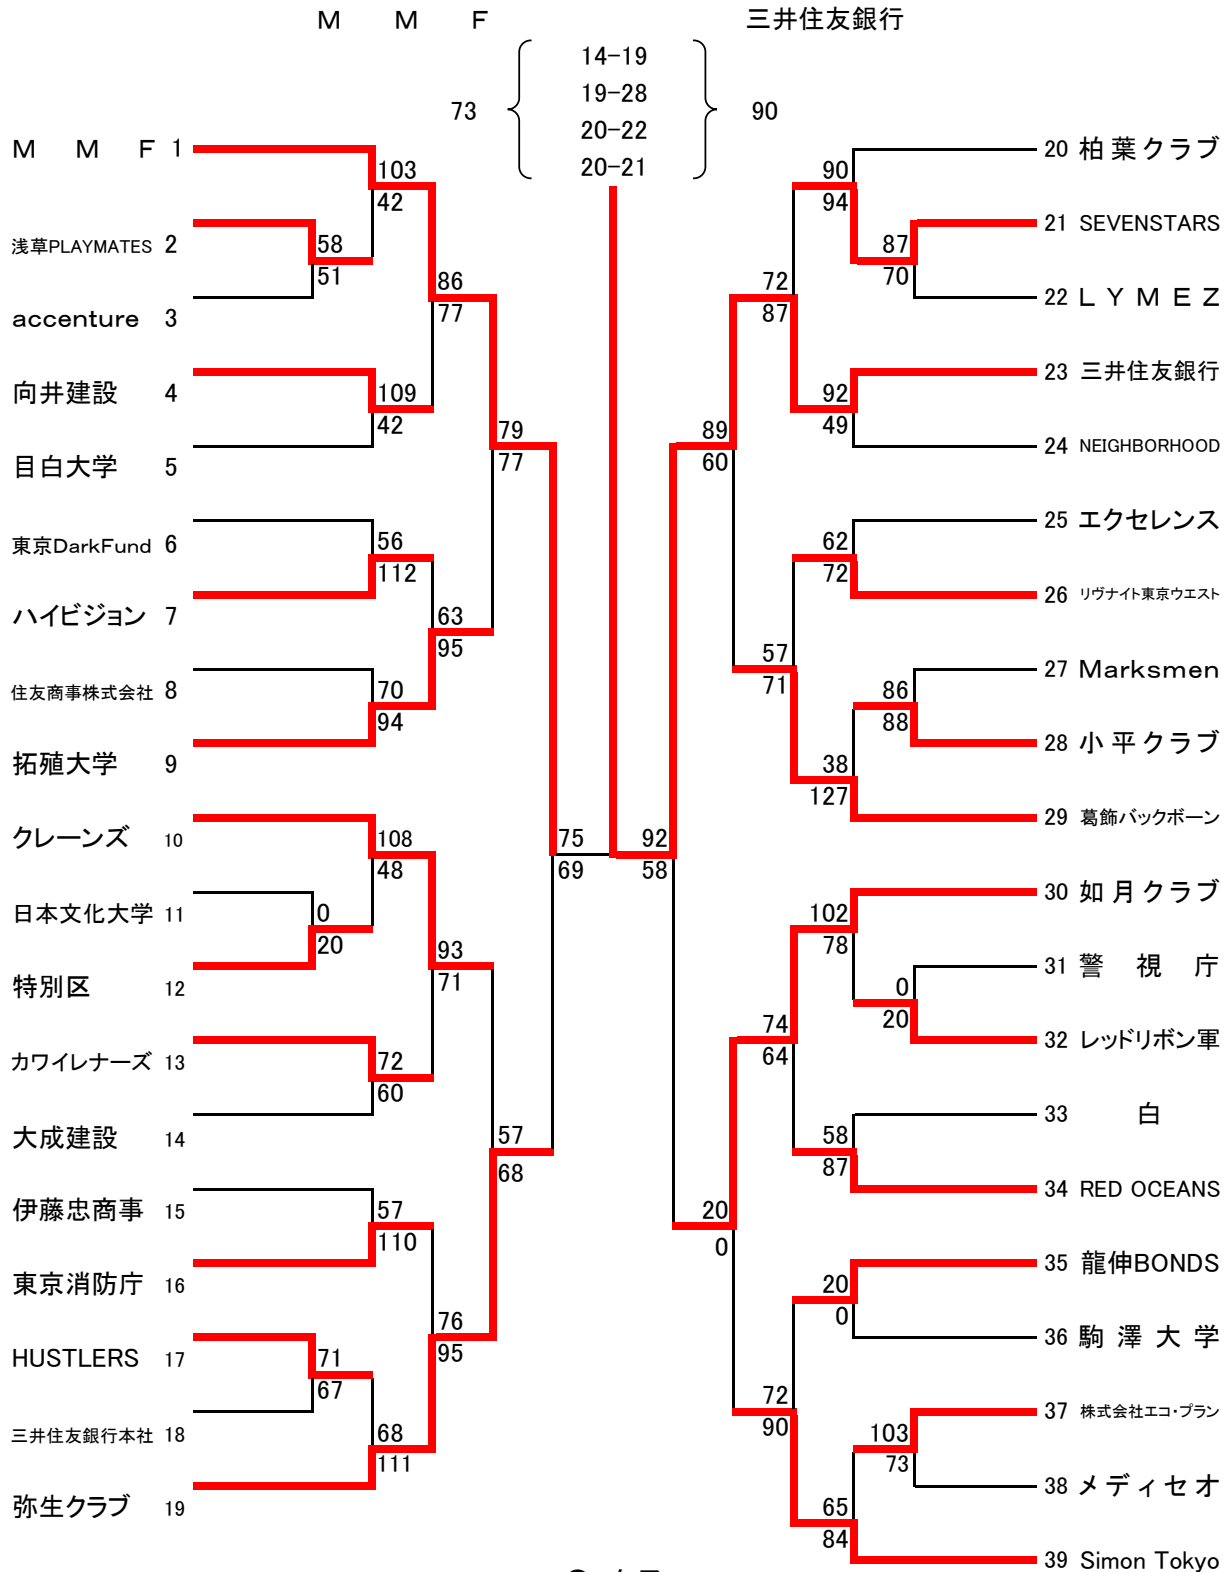 M M F 三井住友銀行
14-19
19-28
73 90
20-22
20-21
M M F 1
103
42
浅草PLAYMATES 2
58
51
accenture 3
86
77
向井建設 4
109
42
目白大学 5
79
77
東京DarkFund 6
56
112
ハイビジョン 7
63
95
住友商事株式会社 8
70
94
拓殖大学 9
クレーンズ 10
108
48
75
69
日本文化大学 11
0
20
特別区 12
93
71
カワイレナーズ 13
72
60
大成建設 14
57
68
伊藤忠商事 15
57
110
東京消防庁 16
76
95
HUSTLERS 17
71
67
三井住友銀行本社 18
68
111
弥生クラブ 19
20 柏葉クラブ
90
94
21 SEVENSTARS
87
70
22 LYMEZ
72
87
23 三井住友銀行
92
49
24 NEIGHBORHOOD
89
60
25 エクセレンス
62
72
26 リヴナイト東京ウエスト
57
71
27 Marksmen
86
88
28 小平クラブ
38
127
29 葛飾バックボーン
92
58
30 如月クラブ
102
78
31 警視庁
0
20
32 レッドリボン軍
74
64
33 白
58
87
34 RED OCEANS
20
0
35 龍伸BONDS
20
0
36 駒澤大学
72
90
37 株式会社エコ・プラン
103
73
38 メディセオ
65
84
39 Simon Tokyo